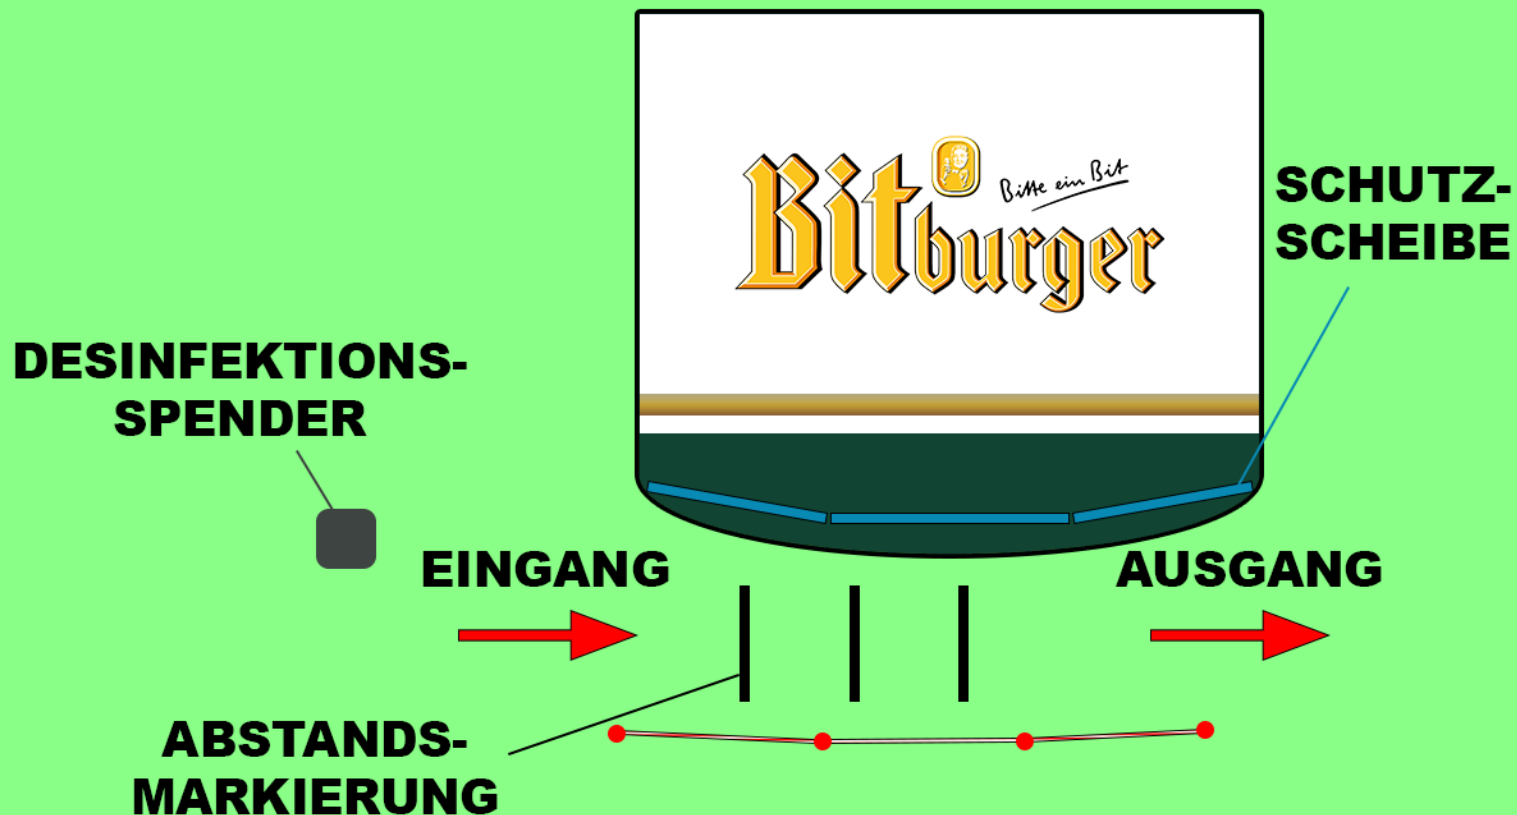 Bitburger
Bitte ein Bit
SCHUTZ-
SCHEIBE
DESINFEKTIONS-
SPENDER
EINGANG
AUSGANG
ABSTANDS-
MARKIERUNG